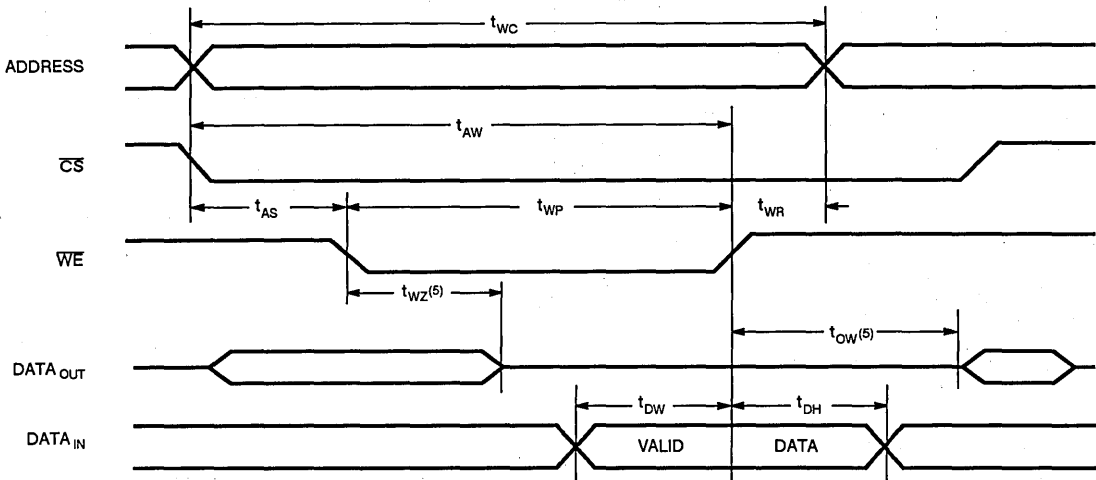 tWC
ADDRESS
tAW
CS
tAS
tWP
tWR
WE
tWZ(5)
tOW(5)
DATA OUT
tDW
tDH
DATA IN
VALID
DATA